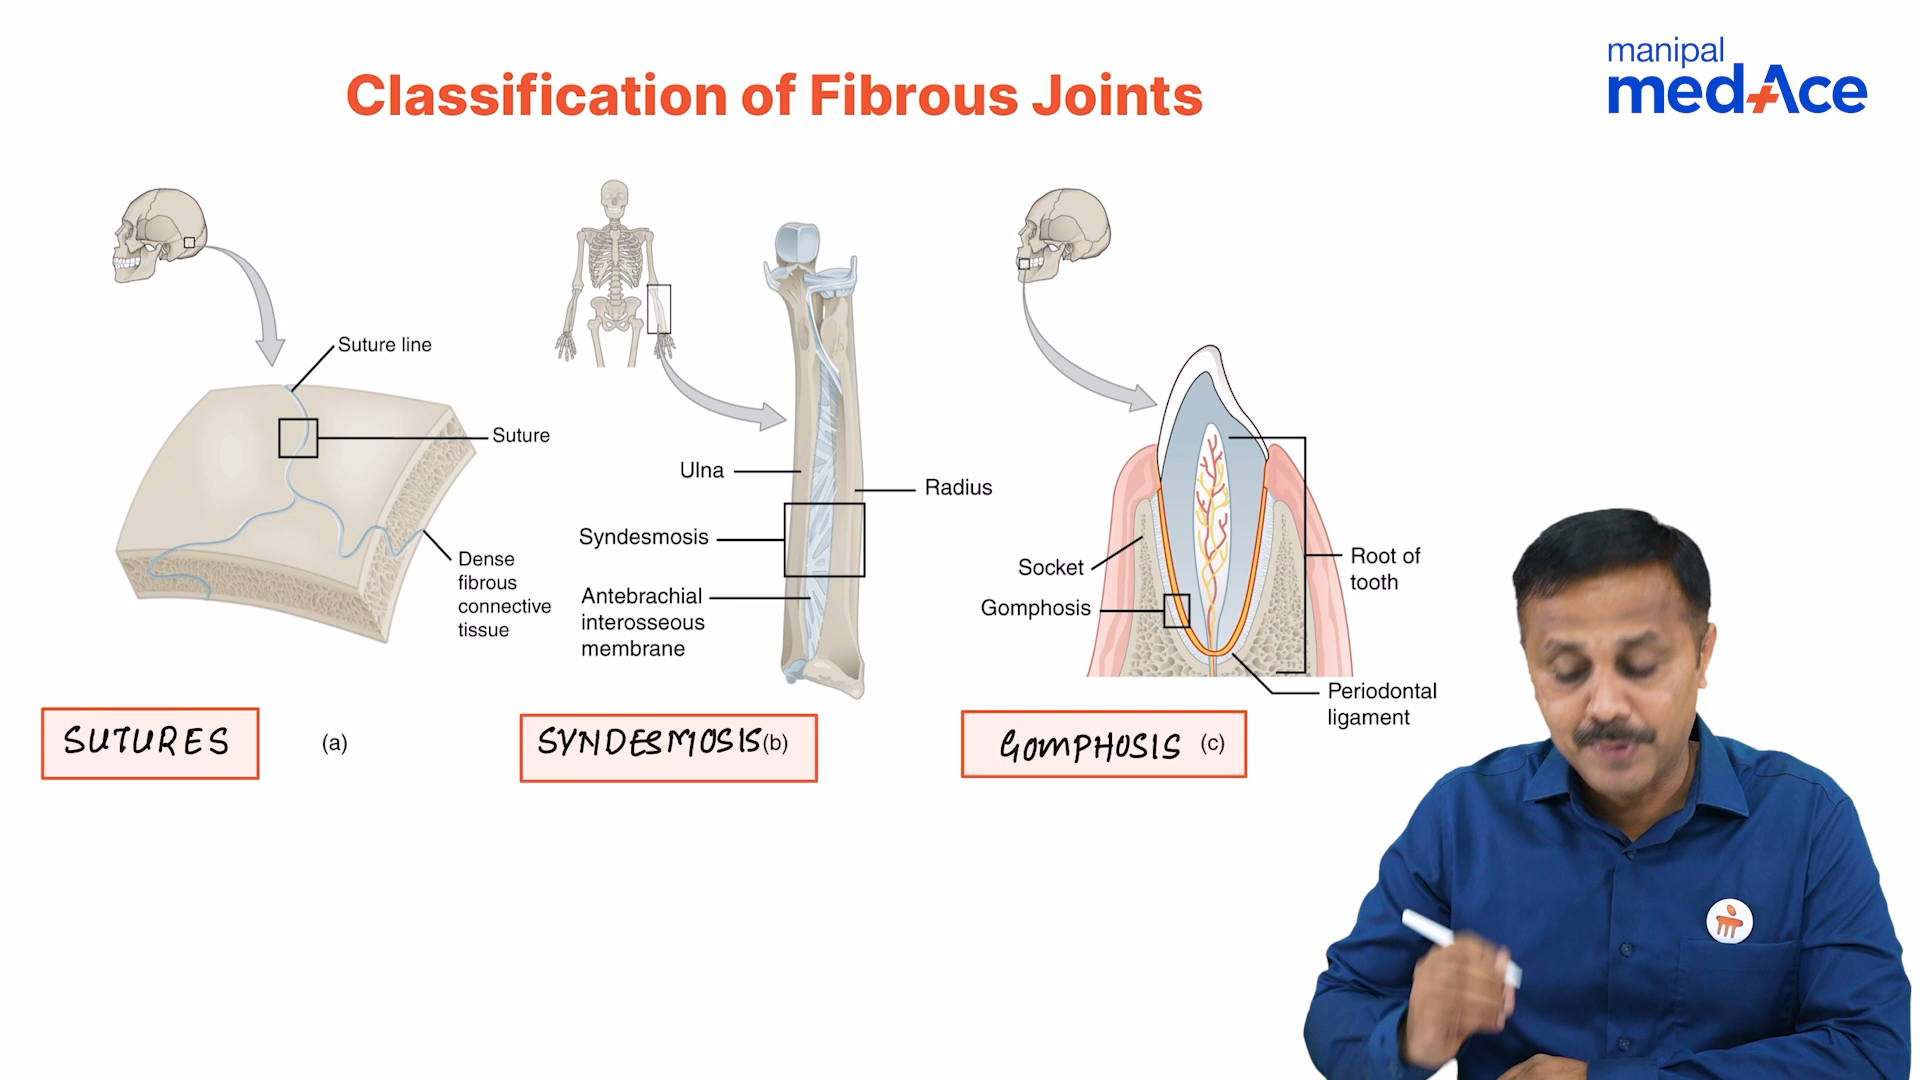 Classification of Fibrous Joints
manipal
medAce
Suture line
Suture
Dense
fibrous
connective
tissue
SUTURES
(a)
Ulna
Radius
Syndesmosis
Antebrachial
interosseous
membrane
SYNDESMOSIS (b)
Socket
Gomphosis
Root of
tooth
Periodontal
ligament
GOMPHOSIS (c)